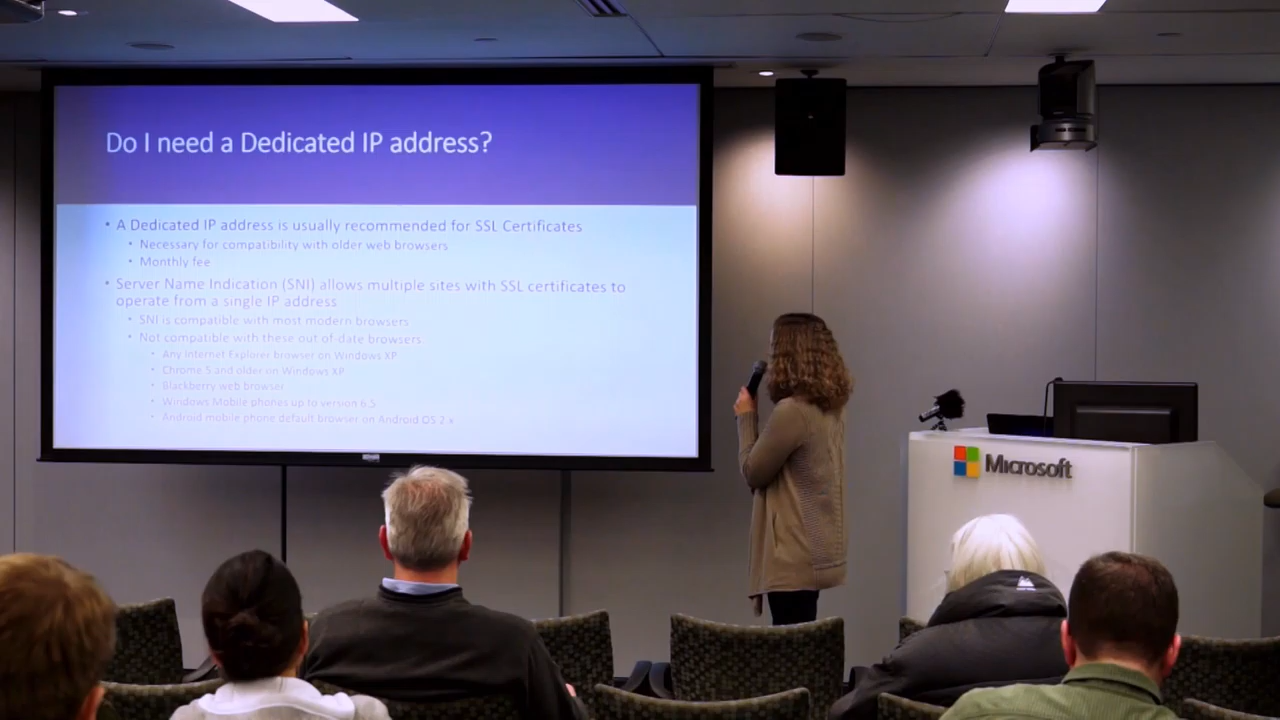 Do I need a Dedicated IP address?
• A Dedicated IP address is usually recommended for SSL Certificates
• Necessary for compatibility with older web browsers
• Monthly fee
• Server Name Indication (SNI) allows multiple sites with SSL certificates to
operate from a single IP address
• SNI is compatible with most modern browsers
• Not compatible with these out of date browsers
• Any Internet Explorer browser on Windows XP
• Chrome 5 and older on Windows XP
• Blackberry web browser
• Windows Mobile phones up to version 6.5
• Android mobile phone default browser on Android OS 2.x
Microsoft